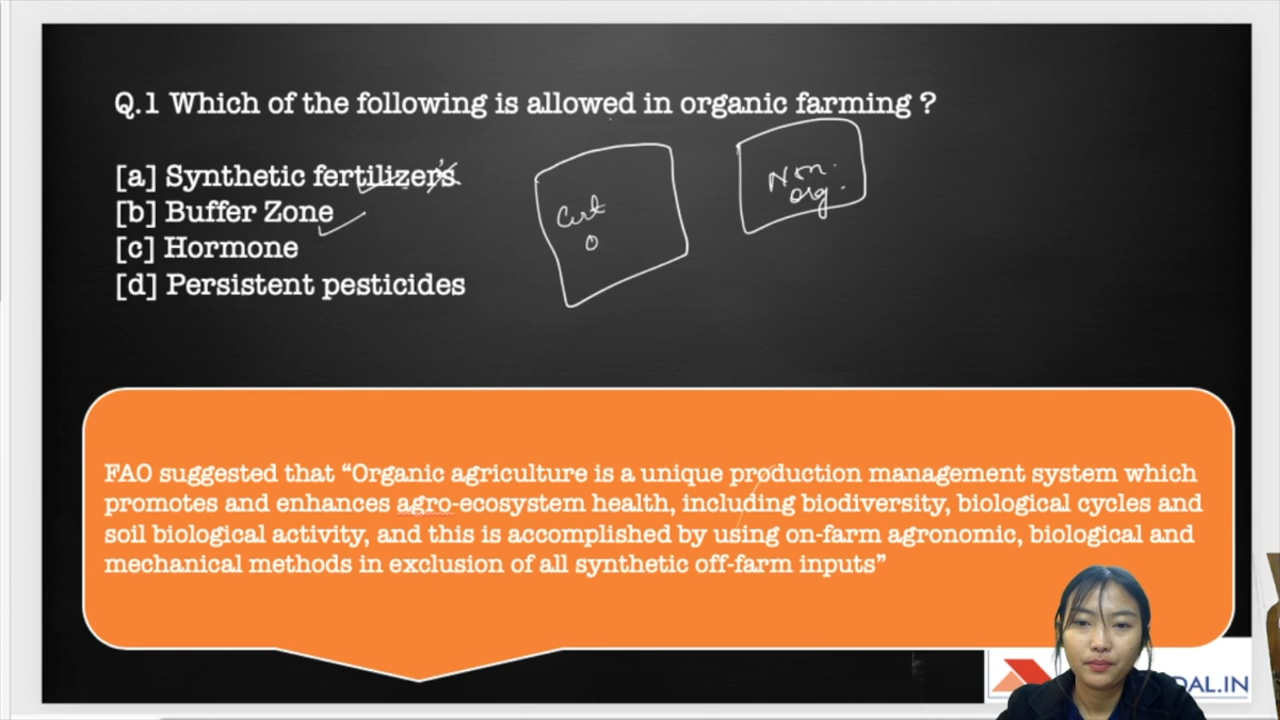 Q.1 Which of the following is allowed in organic farming ?
[a] Synthetic fertilizers
[b] Buffer Zone
[c] Hormone
[d] Persistent pesticides
Cert
O
Non.
org.
FAO suggested that “Organic agriculture is a unique production management system which
promotes and enhances agro-ecosystem health, including biodiversity, biological cycles and
soil biological activity, and this is accomplished by using on-farm agronomic, biological and
mechanical methods in exclusion of all synthetic off-farm inputs”
DAL.IN